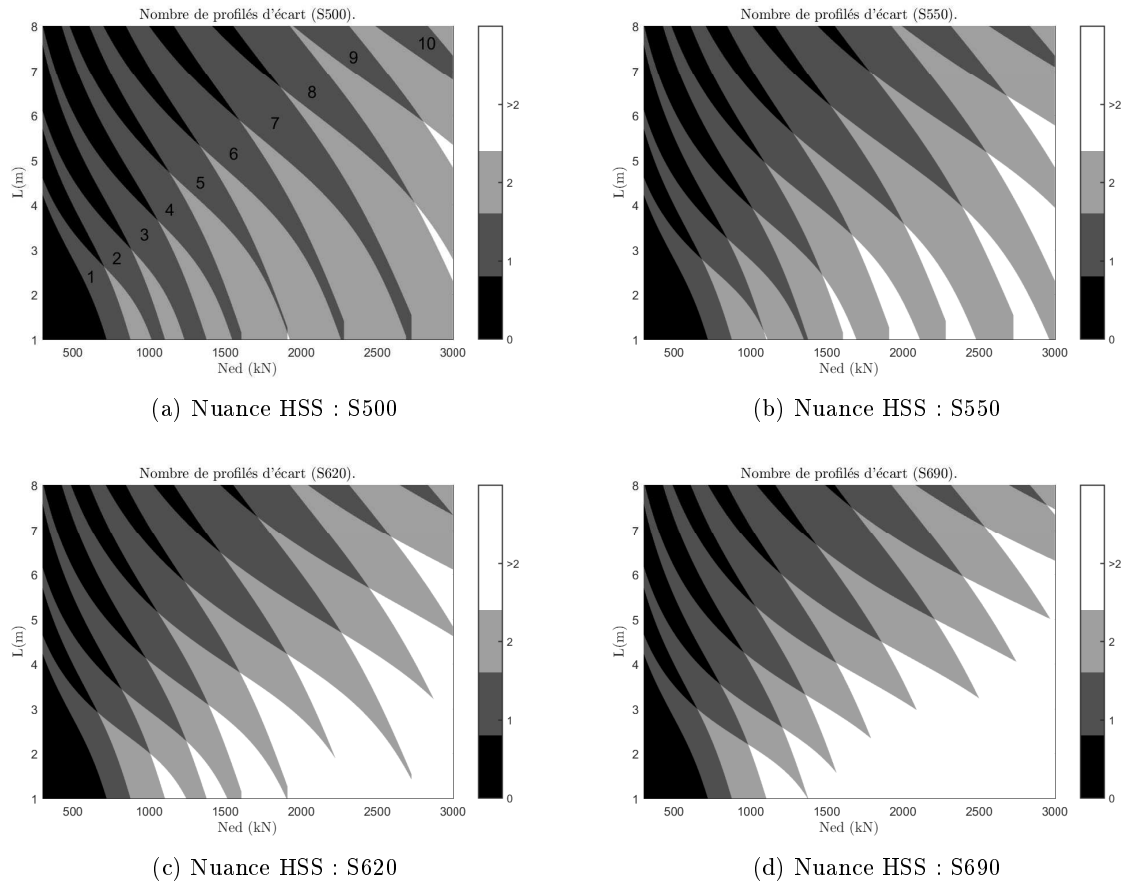 Nombre de profilés d'écart (S500).
8
7
6
5
4
3
2
1
L(m)
1
2
3
4
5
6
7
8
9
10
500 1000 1500 2000 2500 3000
Ned (kN)
>2
2
1
0
(a) Nuance HSS : S500
Nombre de profilés d'écart (S550).
8
7
6
5
4
3
2
1
L(m)
500 1000 1500 2000 2500 3000
Ned (kN)
>2
2
1
0
(b) Nuance HSS : S550
Nombre de profilés d'écart (S620).
8
7
6
5
4
3
2
1
L(m)
500 1000 1500 2000 2500 3000
Ned (kN)
>2
2
1
0
(c) Nuance HSS : S620
Nombre de profilés d'écart (S690).
8
7
6
5
4
3
2
1
L(m)
500 1000 1500 2000 2500 3000
Ned (kN)
>2
2
1
0
(d) Nuance HSS : S690